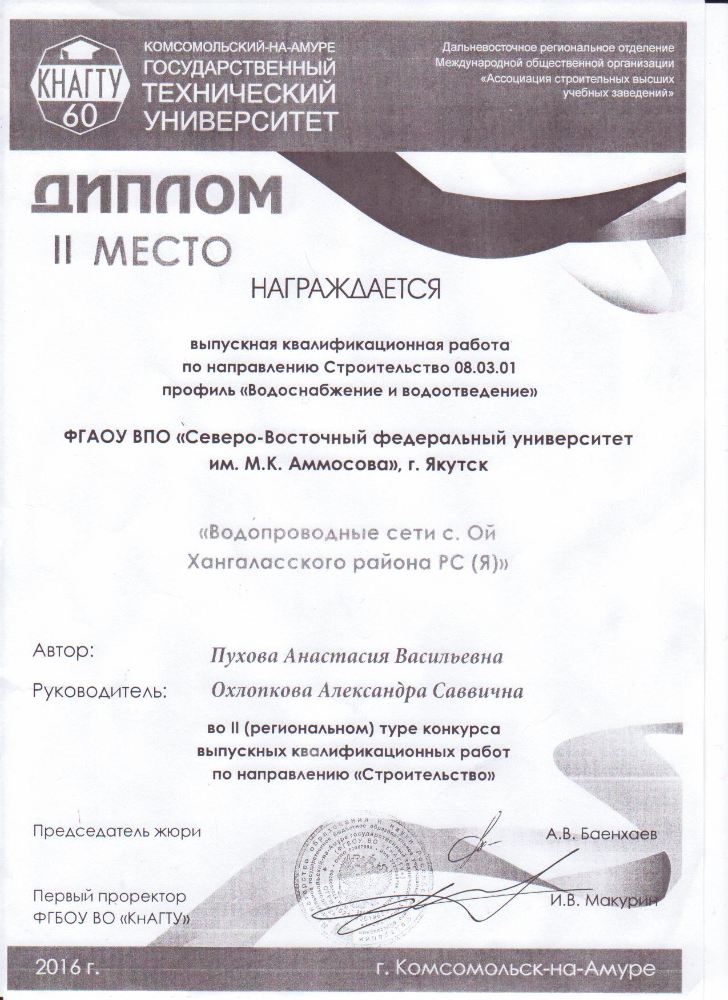 КНАГТУ
60
КОМСОМОЛЬСКИЙ-НА-АМУРЕ
ГОСУДАРСТВЕННЫЙ
ТЕХНИЧЕСКИЙ
УНИВЕРСИТЕТ
Дальневосточное региональное отделение
Международной общественной организации
«Ассоциация строительных высших
учебных заведений»
ДИПЛОМ
II МЕСТО
НАГРАЖДАЕТСЯ
выпускная квалификационная работа
по направлению Строительство 08.03.01
профиль «Водоснабжение и водоотведение»
ФГАОУ ВПО «Северо-Восточный федеральный университет
им. М.К. Аммосова», г. Якутск
«Водопроводные сети с. Ой
Хангаласского района РС (Я)»
Автор:
Пухова Анастасия Васильевна
Руководитель:
Охлопкова Александра Саввична
во II (региональном) туре конкурса
выпускных квалификационных работ
по направлению «Строительство»
Председатель жюри
А.В. Баенхаев
Первый проректор
ФГБОУ ВО «КнАГТУ»
И.В. Макурин
2016 г.
г. Комсомольск-на-Амуре